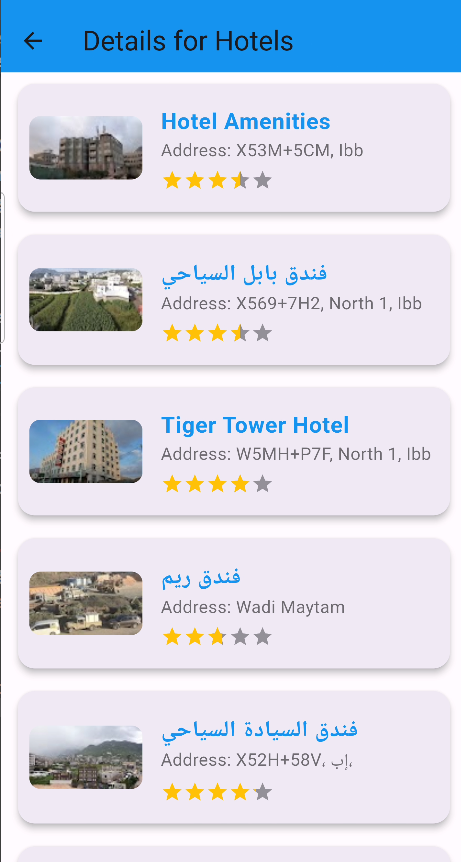 Details for Hotels
Hotel Amenities
Address: X53M+5CM, Ibb
فندق بابل السياحي
Address: X569+7H2, North 1, Ibb
Tiger Tower Hotel
Address: W5MH+P7F, North 1, Ibb
فندق ريم
Address: Wadi Maytam
فندق السيادة السياحي
Address: X52H+58V، إب،